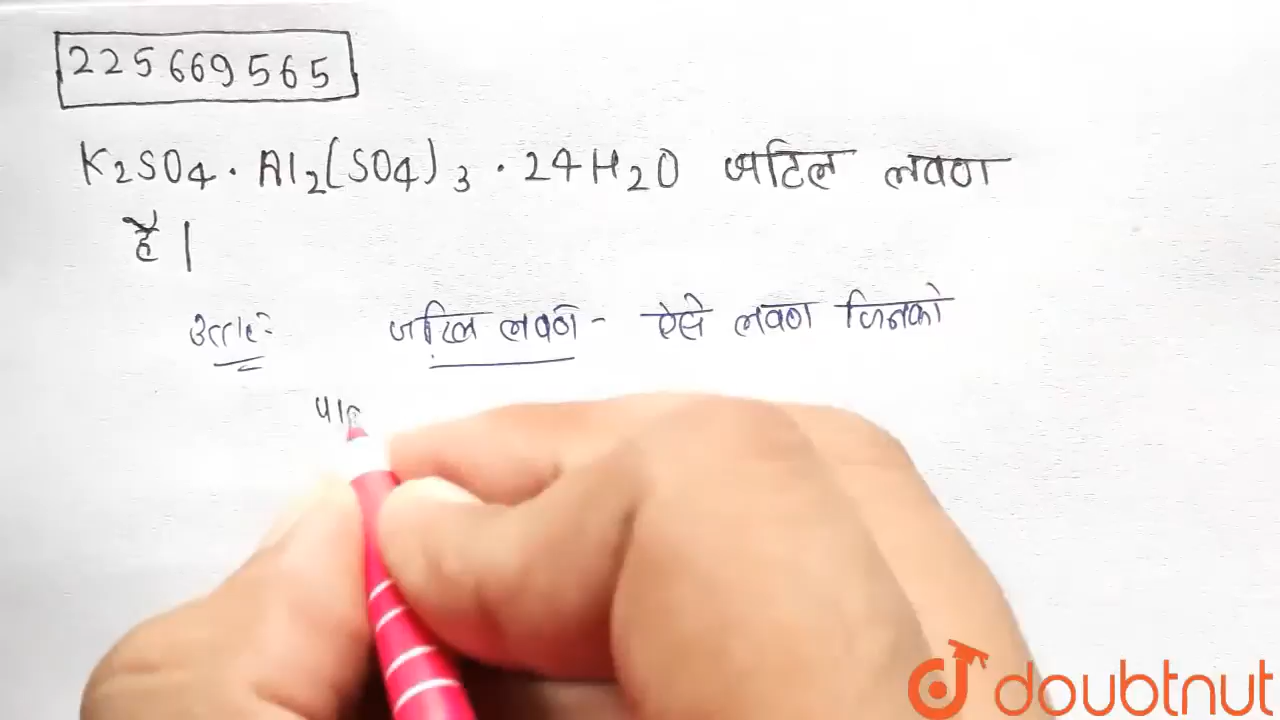 225669565
K2SO4 . Al2(SO4)3 . 24H2O जटिल लवण
है |
उत्तर:-    जटिल लवण - ऐसे लवण जिनको
doubtnut